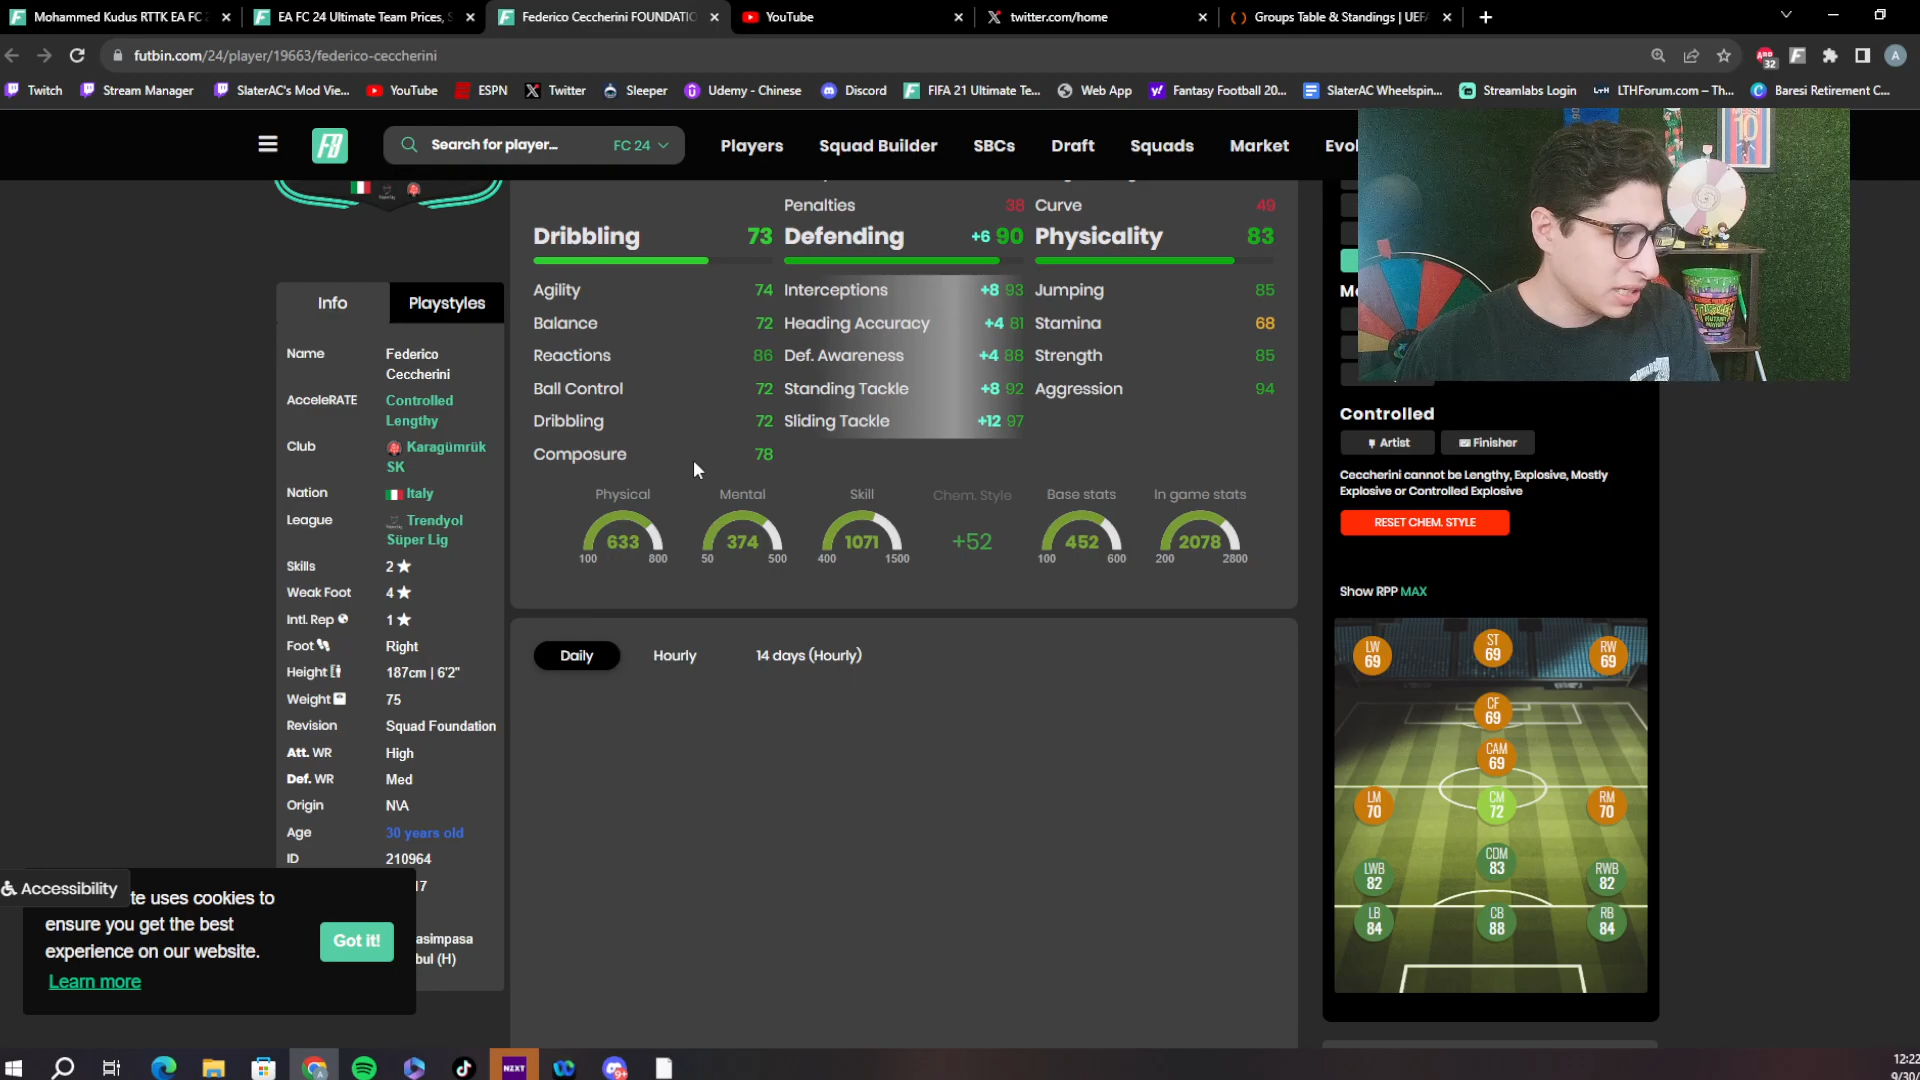 Mohammed Kudus RTTK EA FC 2
EA FC 24 Ultimate Team Prices, S
Federico Ceccherini FOUNDATIO
YouTube
twitter.com/home
Groups Table & Standings | UEF
futbin.com/24/player/19663/federico-ceccherini
32
A
Twitch
Stream Manager
SlaterAC's Mod Vie...
YouTube
ESPN
Twitter
Sleeper
Udemy - Chinese
Discord
FIFA 21 Ultimate Te...
Web App
Fantasy Football 20...
SlaterAC Wheelspin...
Streamlabs Login
LTHForum.com – Th...
Baresi Retirement C...
Search for player...
FC 24
Players
Squad Builder
SBCs
Draft
Squads
Market
Evol
10
Penalties 38 Curve 49
Dribbling 73 Defending +6 90 Physicality 83
Agility 74 Interceptions +8 93 Jumping 85
Balance 72 Heading Accuracy +4 81 Stamina 68
Reactions 86 Def. Awareness +4 88 Strength 85
Ball Control 72 Standing Tackle +8 92 Aggression 94
Dribbling 72 Sliding Tackle +12 97
Composure 78
Physical Mental Skill Chem. Style Base stats In game stats
633 374 1071 +52 452 2078
100 800 50 500 400 1500 100 600 200 2800
Info Playstyles
Name Federico Ceccherini
AcceleRATE Controlled Lengthy
Club Karagümrük SK
Nation Italy
League Trendyol Süper Lig
Skills 2
Weak Foot 4
Intl. Rep 1
Foot Right
Height 187cm | 6'2"
Weight 75
Revision Squad Foundation
Att. WR High
Def. WR Med
Origin N\A
Age 30 years old
ID 210964
17
asimpasa
bul (H)
Daily Hourly 14 days (Hourly)
Controlled
Artist Finisher
Ceccherini cannot be Lengthy, Explosive, Mostly
Explosive or Controlled Explosive
RESET CHEM. STYLE
Show RPP MAX
LW 69
ST 69
RW 69
CF 69
CAM 69
LM 70
CM 72
RM 70
CDM 83
LWB 82
RWB 82
LB 84
CB 88
RB 84
Accessibility
te uses cookies to
ensure you get the best
experience on our website.
Learn more
Got it!
NZXT
9+
12:22
9/30/